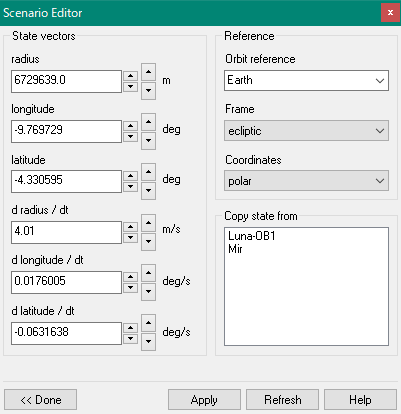 Scenario Editor
x
State vectors
radius
6729639.0
m
longitude
-9.769729
deg
latitude
-4.330595
deg
d radius / dt
4.01
m/s
d longitude / dt
0.0176005
deg/s
d latitude / dt
-0.0631638
deg/s
Reference
Orbit reference
Earth
Frame
ecliptic
Coordinates
polar
Copy state from
Luna-OB1
Mir
<< Done
Apply
Refresh
Help